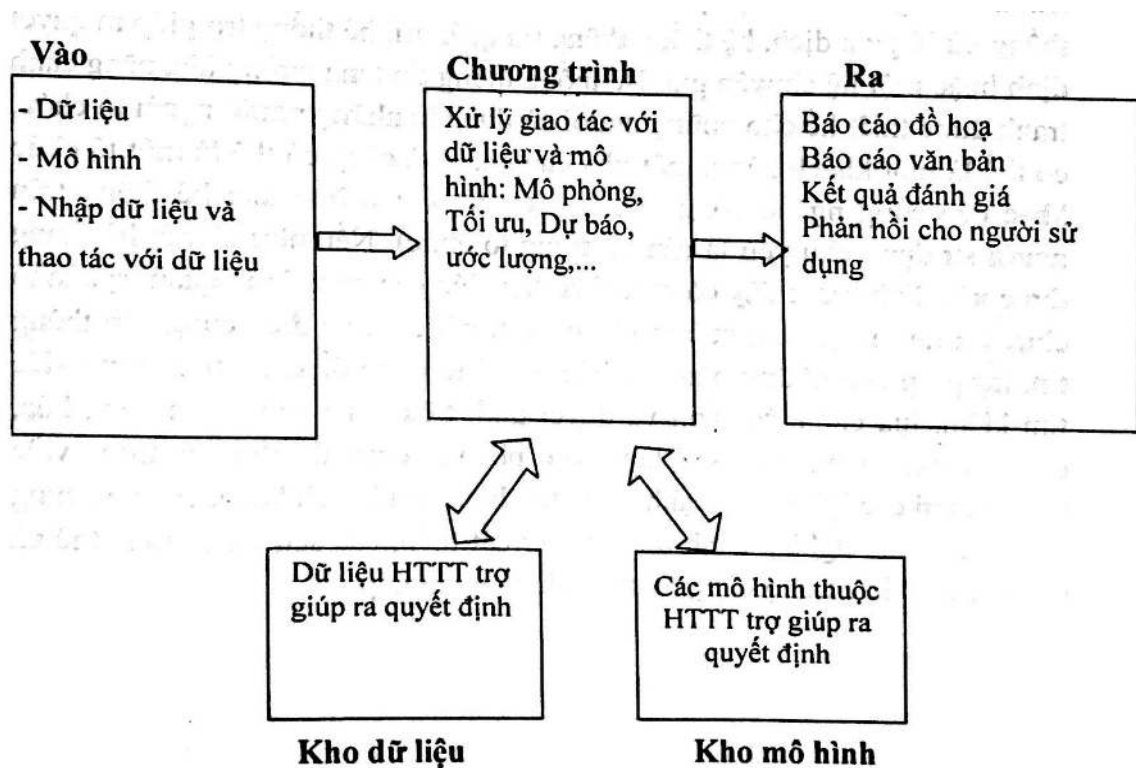 Vào
- Dữ liệu
- Mô hình
- Nhập dữ liệu và
thao tác với dữ liệu
Chương trình
Xử lý giao tác với
dữ liệu và mô
hình: Mô phỏng,
Tối ưu, Dự báo,
ước lượng,...
Ra
Báo cáo đồ hoạ
Báo cáo văn bản
Kết quả đánh giá
Phản hồi cho người sử
dụng
Dữ liệu HTTT trợ
giúp ra quyết định
Kho dữ liệu
Các mô hình thuộc
HTTT trợ giúp ra
quyết định
Kho mô hình